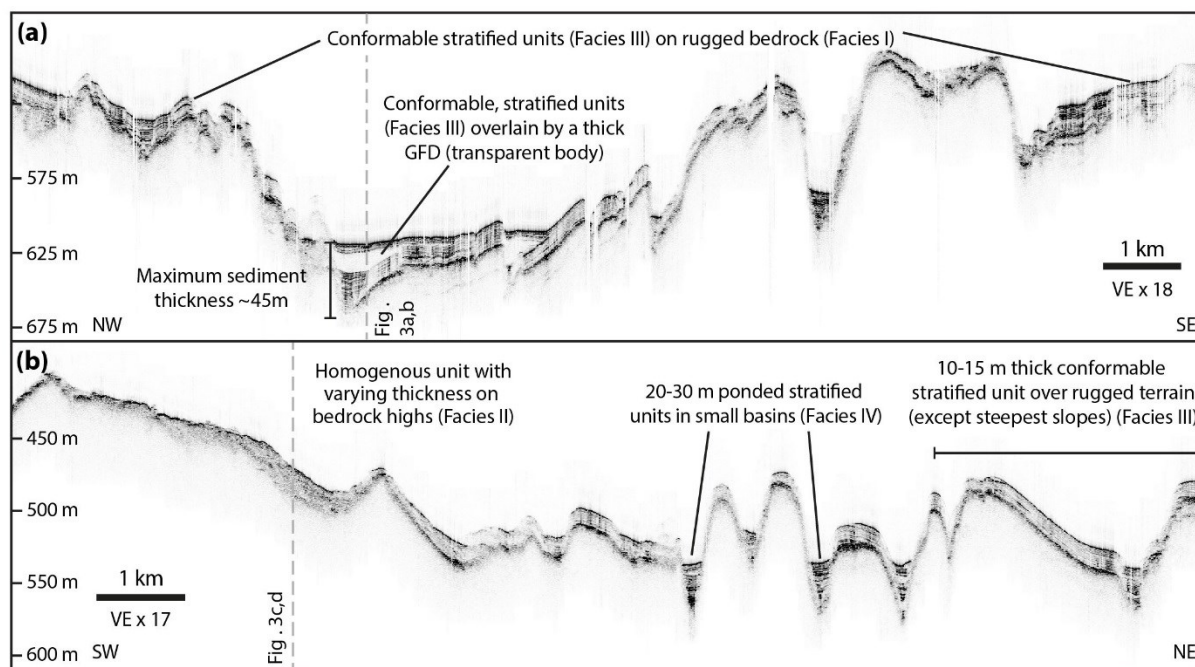 (a)
Conformable stratified units (Facies III) on rugged bedrock (Facies I)
Conformable, stratified units
(Facies III) overlain by a thick
GFD (transparent body)
575 m
625 m
Maximum sediment
thickness ~45m
675 m
NW
Fig .
3a,b
1 km
VE x 18
SE
(b)
Homogenous unit with
varying thickness on
bedrock highs (Facies II)
20-30 m ponded stratified
units in small basins (Facies IV)
10-15 m thick conformable
stratified unit over rugged terrain
(except steepest slopes) (Facies III)
450 m
500 m
550 m
1 km
VE x 17
Fig . 3c,d
600 m
SW
NE